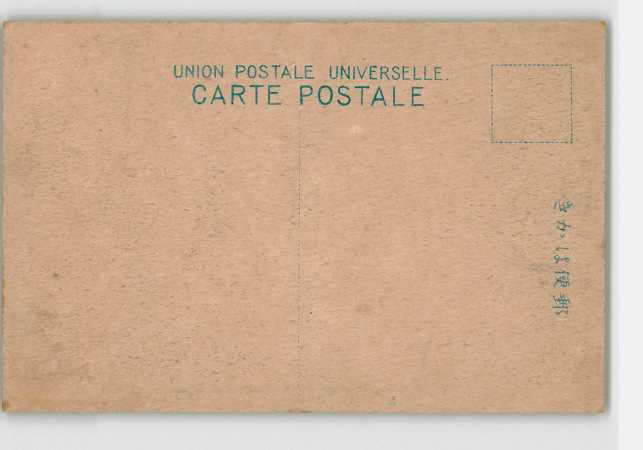 UNION POSTALE UNIVERSELLE.
CARTE POSTALE
きかは便郵